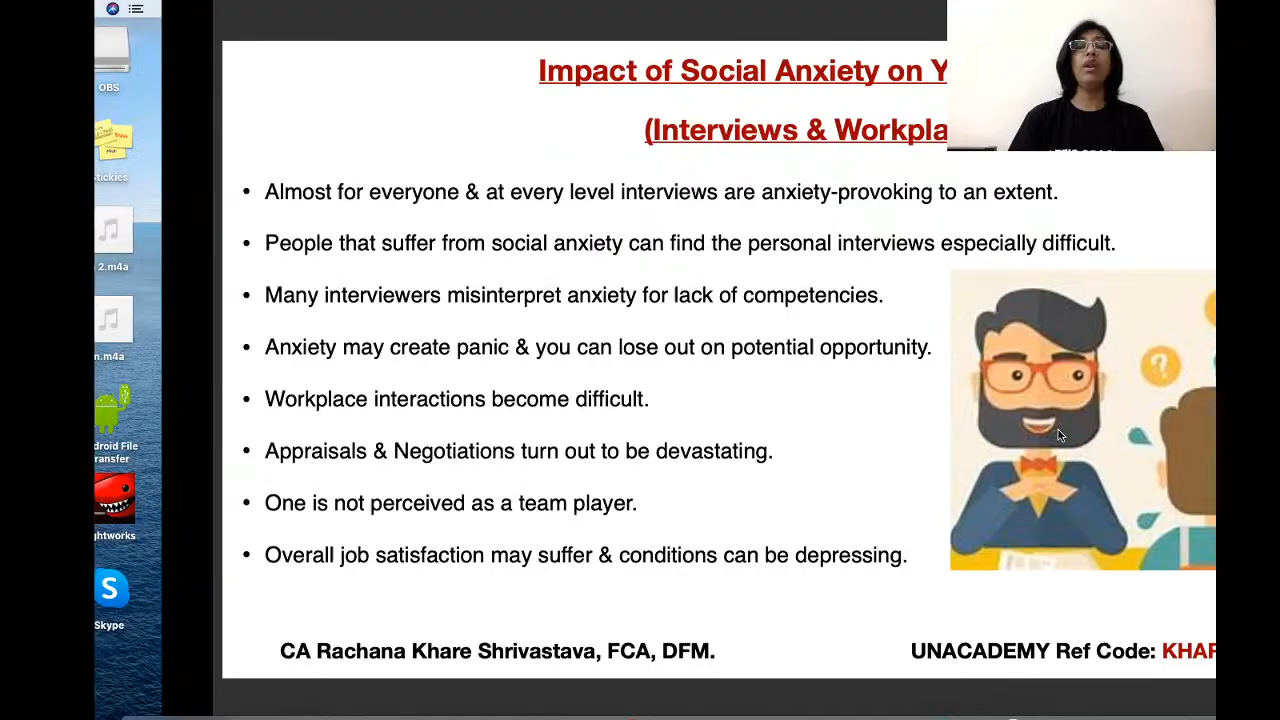 OBS
Impact of Social Anxiety on Y
(Interviews & Workpla
Stickies
• Almost for everyone & at every level interviews are anxiety-provoking to an extent.
• People that suffer from social anxiety can find the personal interviews especially difficult.
2.m4a
• Many interviewers misinterpret anxiety for lack of competencies.
• Anxiety may create panic & you can lose out on potential opportunity.
n.m4a
• Workplace interactions become difficult.
droid File
ransfer
• Appraisals & Negotiations turn out to be devastating.
• One is not perceived as a team player.
ghtworks
• Overall job satisfaction may suffer & conditions can be depressing.
S
Skype
CA Rachana Khare Shrivastava, FCA, DFM.
UNACADEMY Ref Code: KHAR